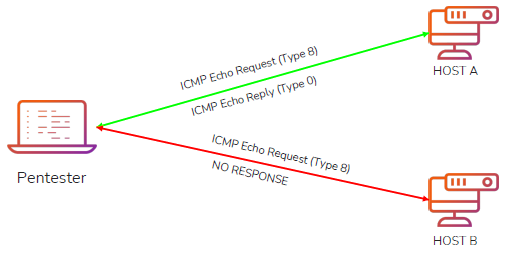 ICMP Echo Request (Type 8)
ICMP Echo Reply (Type 0)
HOST A
Pentester
ICMP Echo Request (Type 8)
NO RESPONSE
HOST B